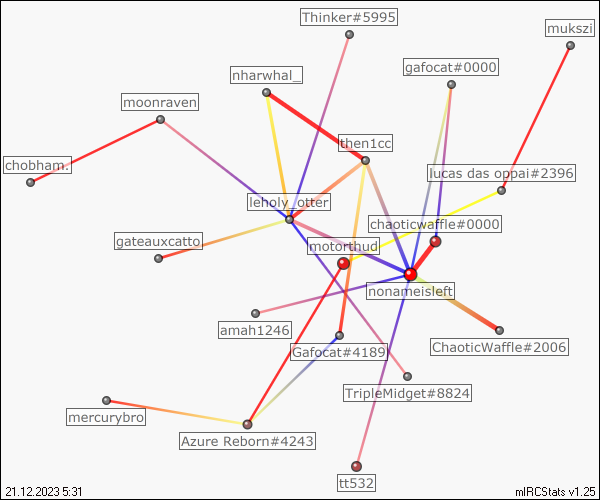 Thinker#5995
mukszi
gafocat#0000
nharwhal_
moonraven
then1cc
chobham.
lucas das oppai#2396
leholy_otter
chaoticwaffle#0000
gateauxcatto
motorthud
nonameisleft
amah1246
Gafocat#4189
ChaoticWaffle#2006
TripleMidget#8824
mercurybro
Azure Reborn#4243
tt532
21.12.2023 5:31
mIRCStats v1.25